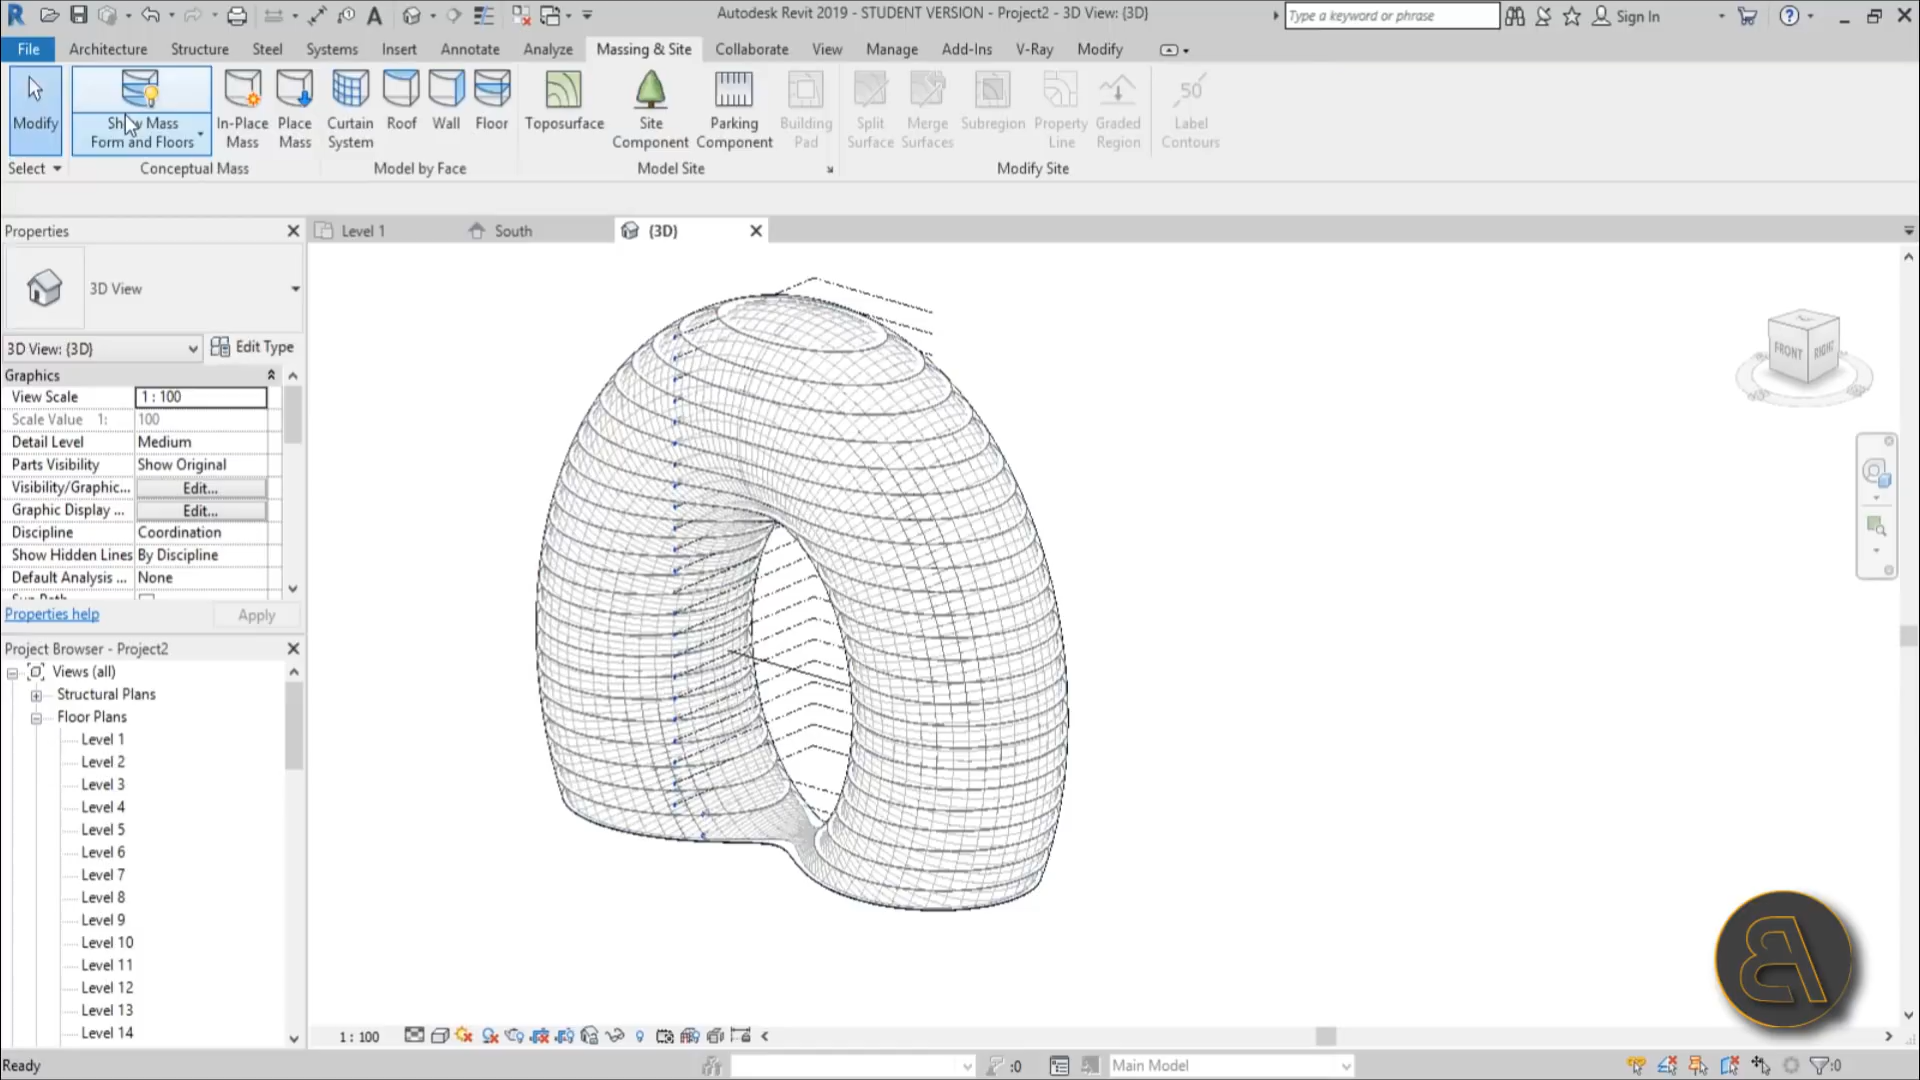 Autodesk Revit 2019 - STUDENT VERSION - Project2 - 3D View: {3D}
Type a keyword or phrase
Sign In
File Architecture Structure Steel Systems Insert Annotate Analyze Massing & Site Collaborate View Manage Add-Ins V-Ray Modify
Modify
Show Mass
Form and Floors
In-Place
Mass
Place
Mass
Curtain
System
Roof
Wall
Floor
Toposurface
Site
Component
Parking
Component
Building
Pad
Split
Surface
Merge
Surfaces
Subregion
Property
Line
Graded
Region
50
Label
Contours
Select
Conceptual Mass
Model by Face
Model Site
Modify Site
Properties
Level 1
South
{3D}
3D View
3D View: {3D}
Edit Type
Graphics
View Scale 1 : 100
Scale Value 1: 100
Detail Level Medium
Parts Visibility Show Original
Visibility/Graphic... Edit...
Graphic Display ... Edit...
Discipline Coordination
Show Hidden Lines By Discipline
Default Analysis ... None
Properties help
Apply
Project Browser - Project2
Views (all)
Structural Plans
Floor Plans
Level 1
Level 2
Level 3
Level 4
Level 5
Level 6
Level 7
Level 8
Level 9
Level 10
Level 11
Level 12
Level 13
Level 14
FRONT
RIGHT
1 : 100
Ready
:0
Main Model
:0